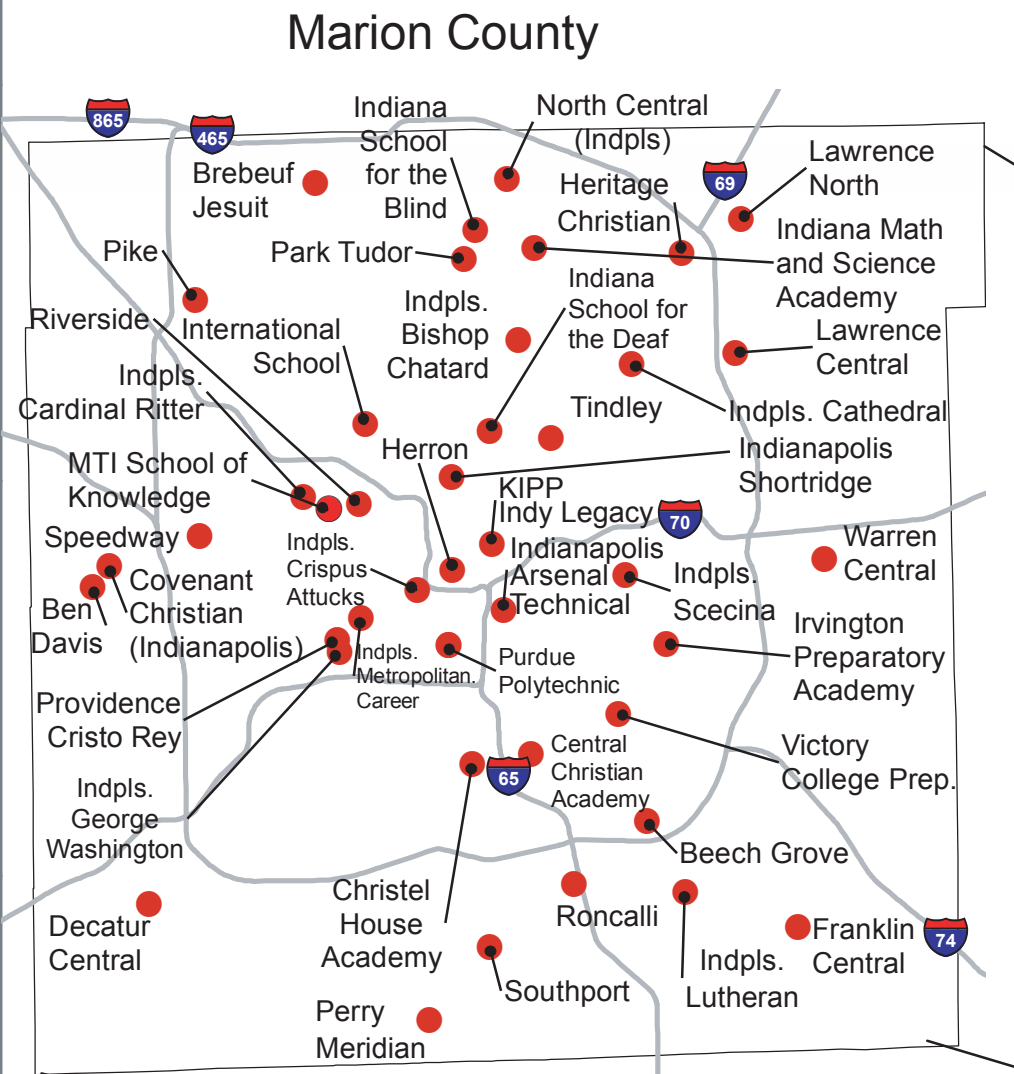 Marion County
865
465
Indiana
School
for the
Blind
North Central
(Indpls)
Brebeuf
Jesuit
Heritage
Christian
69
Lawrence
North
Pike
Park Tudor
Indiana Math
and Science
Academy
Riverside
International
School
Indpls.
Bishop
Chatard
Indiana
School for
the Deaf
Lawrence
Central
Indpls.
Cardinal Ritter
Tindley
Indpls. Cathedral
Herron
Indianapolis
Shortridge
MTI School of
Knowledge
KIPP
Indy Legacy
70
Speedway
Indpls.
Crispus
Attucks
Indianapolis
Arsenal
Technical
Indpls.
Scecina
Warren
Central
Ben
Davis
Covenant
Christian
(Indianapolis)
Indpls.
Metropolitan.
Career
Purdue
Polytechnic
Irvington
Preparatory
Academy
Providence
Cristo Rey
Central
Christian
Academy
65
Victory
College Prep.
Indpls.
George
Washington
Beech Grove
Christel
House
Academy
Roncalli
Decatur
Central
Franklin
Central
74
Indpls.
Lutheran
Southport
Perry
Meridian